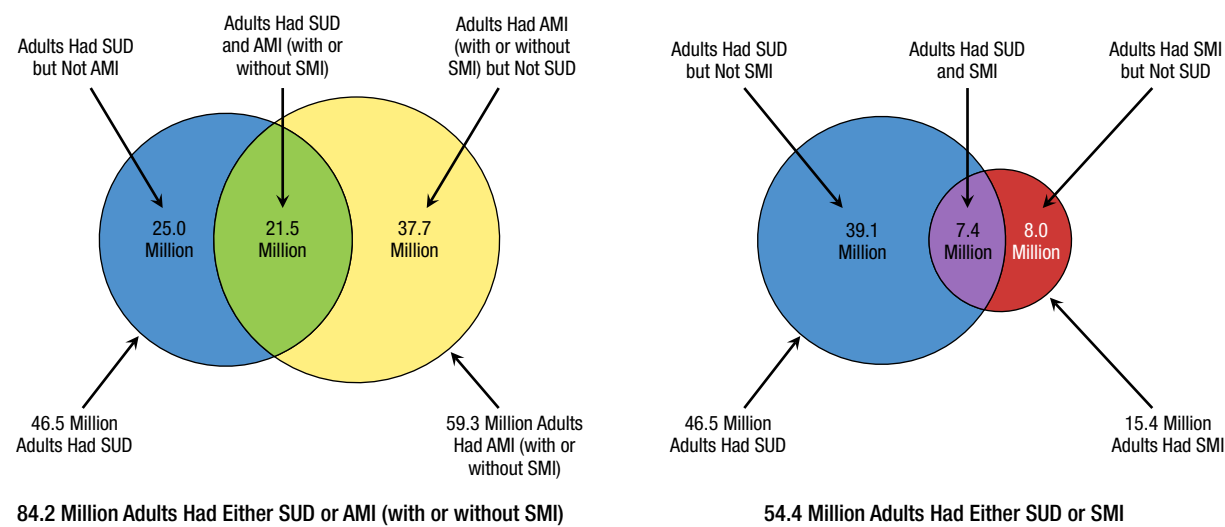 Adults Had SUD
but Not AMI
Adults Had SUD
and AMI (with or
without SMI)
Adults Had AMI
(with or without
SMI) but Not SUD
25.0
Million
21.5
Million
37.7
Million
46.5 Million
Adults Had SUD
59.3 Million Adults
Had AMI (with or
without SMI)
84.2 Million Adults Had Either SUD or AMI (with or without SMI)
Adults Had SUD
but Not SMI
Adults Had SUD
and SMI
Adults Had SMI
but Not SUD
39.1
Million
7.4
Million
8.0
Million
46.5 Million
Adults Had SUD
15.4 Million
Adults Had SMI
54.4 Million Adults Had Either SUD or SMI